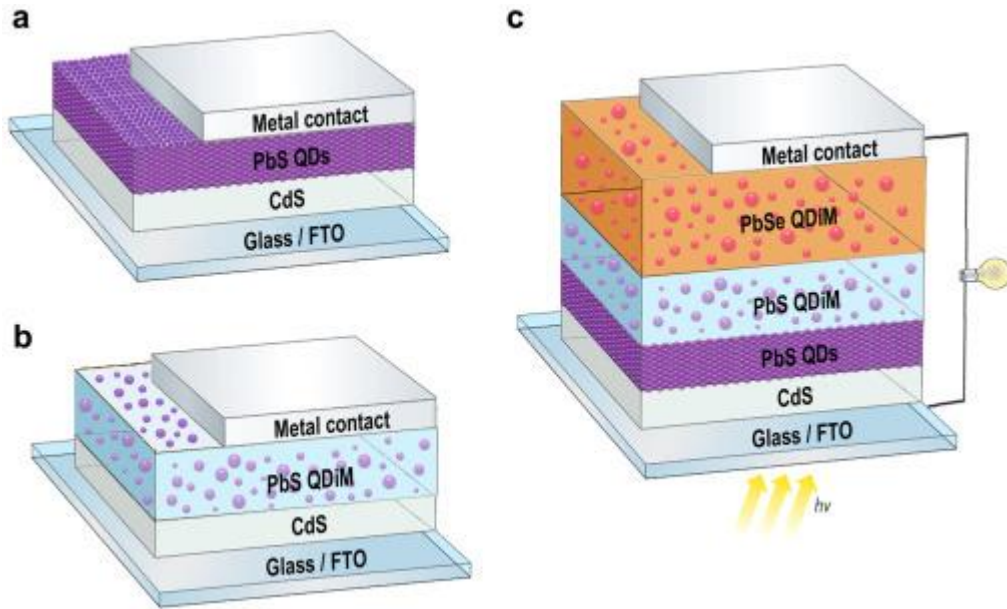 a
Metal contact
PbS QDs
CdS
Glass / FTO
b
Metal contact
PbS QDiM
CdS
Glass / FTO
c
Metal contact
PbSe QDiM
PbS QDiM
PbS QDs
CdS
Glass / FTO
hν